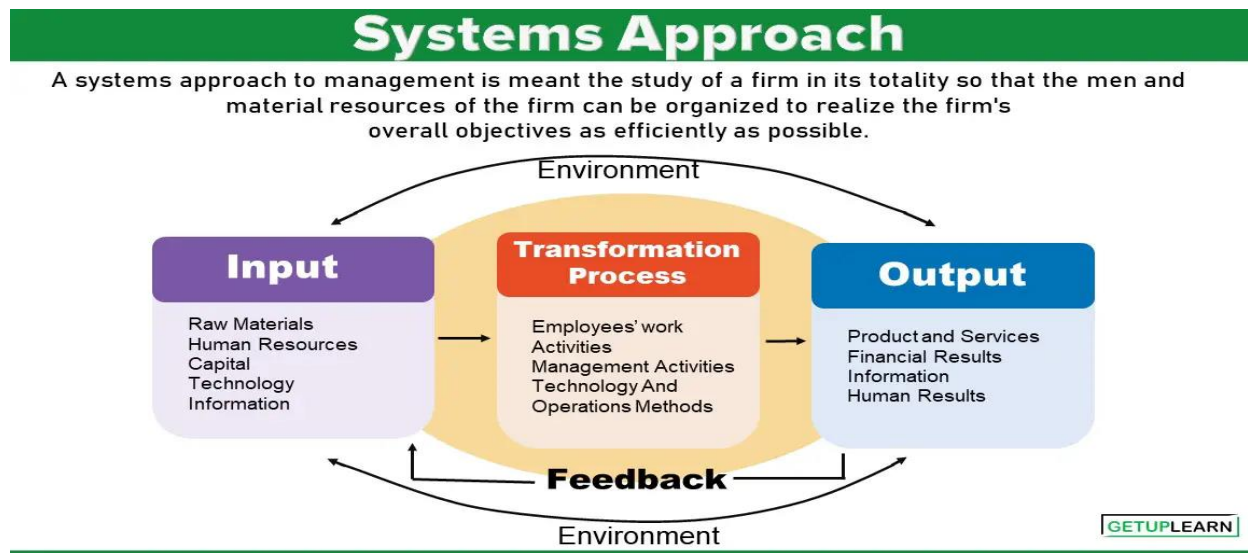 Systems Approach
A systems approach to management is meant the study of a firm in its totality so that the men and
material resources of the firm can be organized to realize the firm's
overall objectives as efficiently as possible.
Environment
Input
Raw Materials
Human Resources
Capital
Technology
Information
Transformation
Process
Employees' work
Activities
Management Activities
Technology And
Operations Methods
Output
Product and Services
Financial Results
Information
Human Results
Feedback
Environment
GETUPLEARN